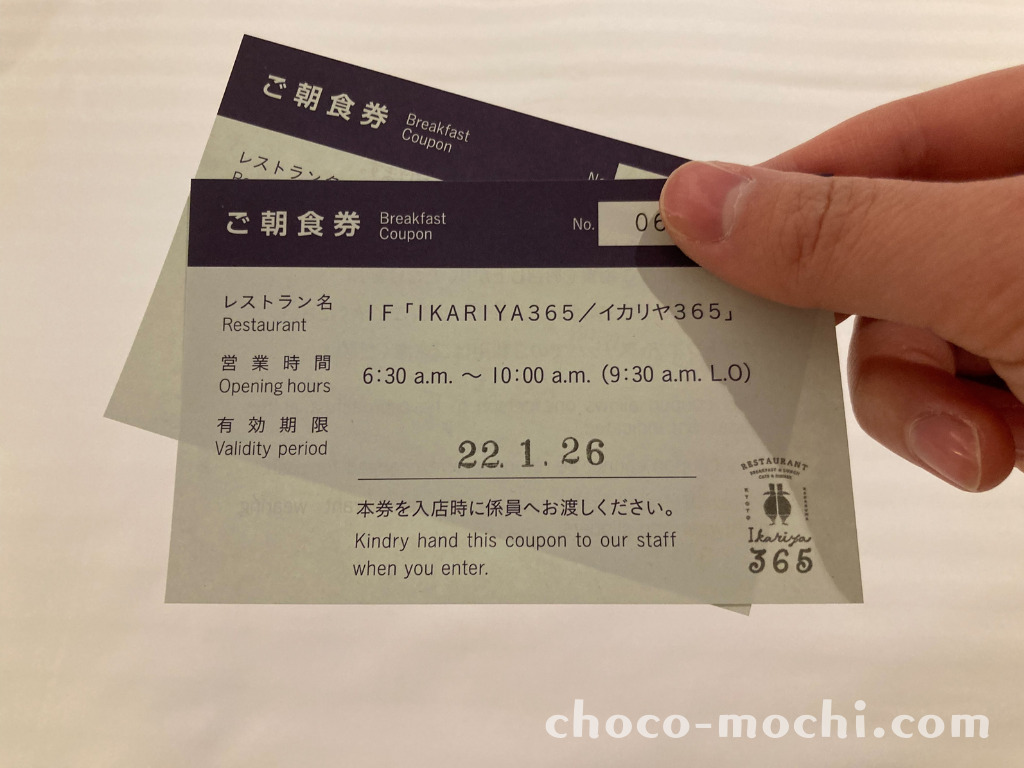 ご朝食券 Breakfast Coupon
レストラン
ご朝食券 Breakfast Coupon No. 06
レストラン名 Restaurant 1F「IKARIYA365／イカリヤ365」
営業時間 Opening hours 6:30 a.m. ～ 10:00 a.m. (9:30 a.m. L.O)
有効期限 Validity period 22.1.26
本券を入店時に係員へお渡しください。
Kindry hand this coupon to our staff
when you enter.
RESTAURANT
KYOTO
Ikariya
365
choco-mochi.com